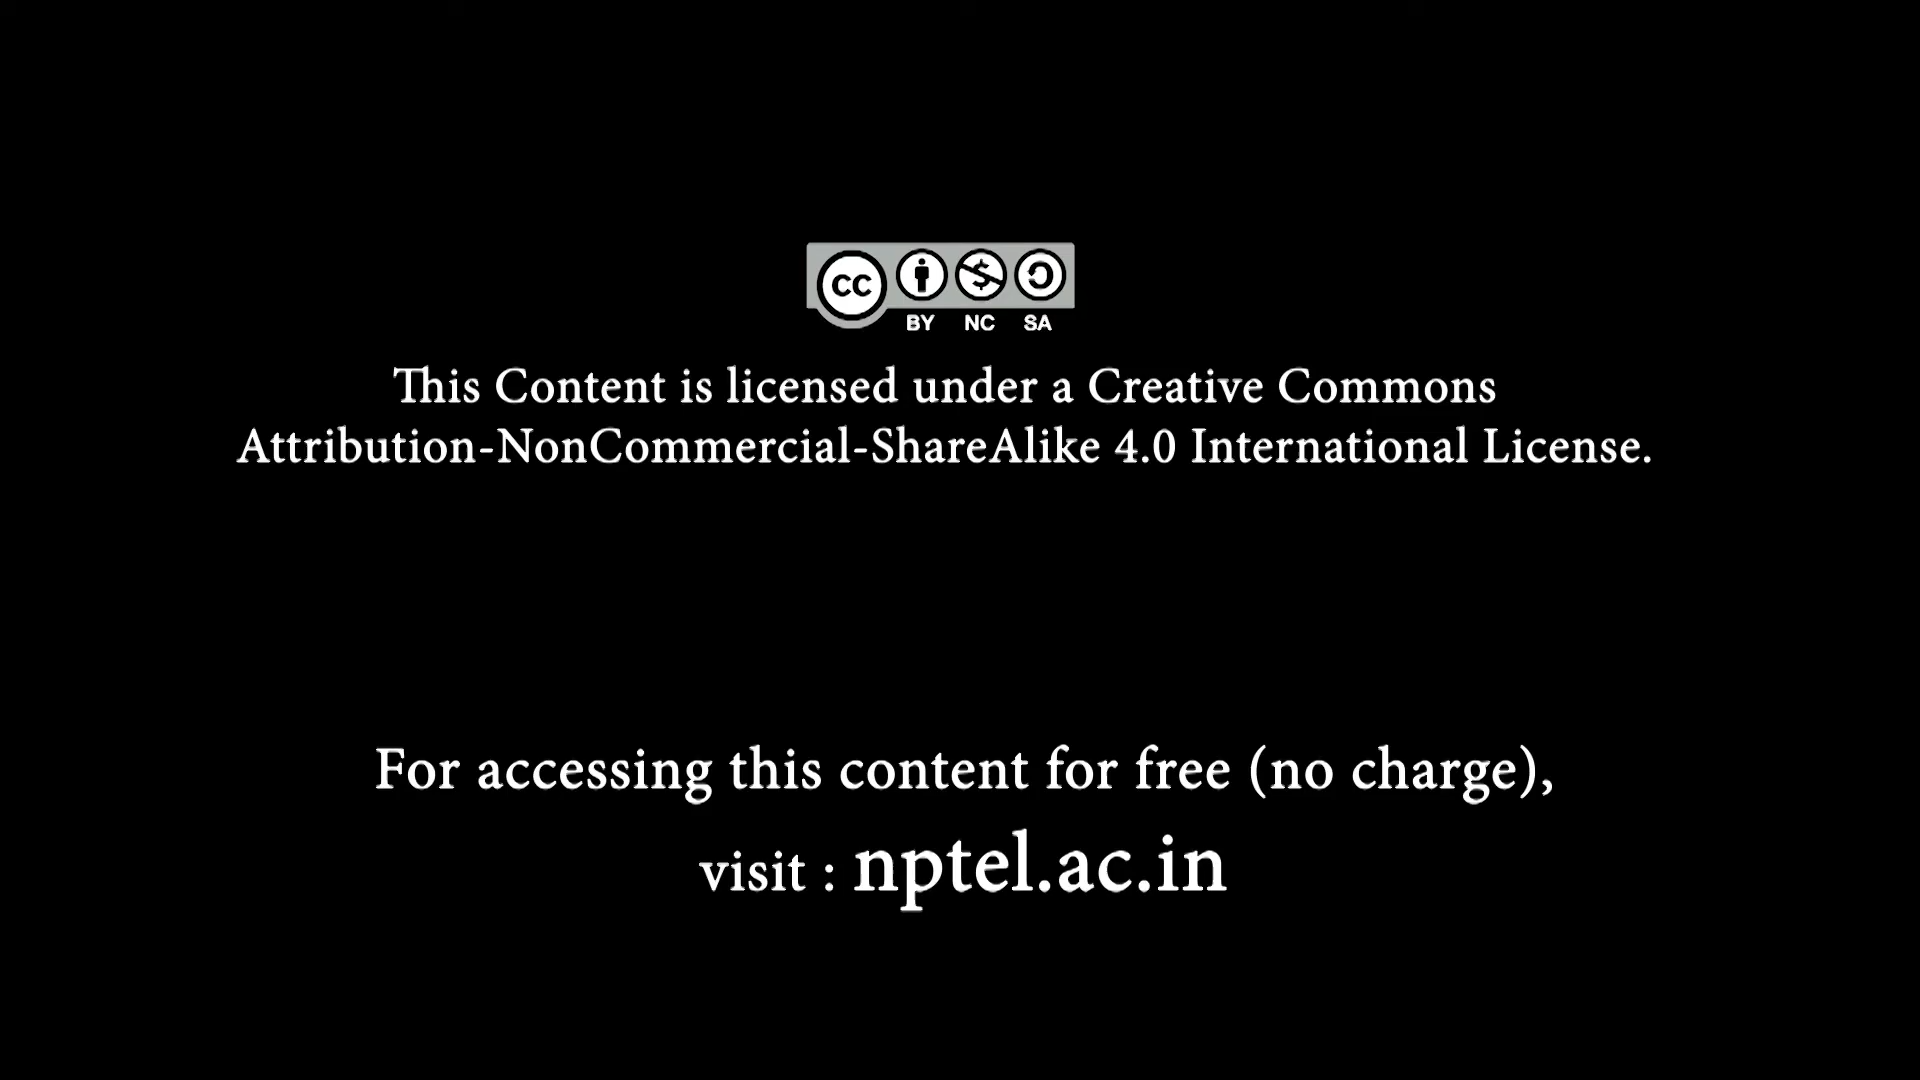 CC BY NC SA
This Content is licensed under a Creative Commons
Attribution-NonCommercial-ShareAlike 4.0 International License.
For accessing this content for free (no charge),
visit : nptel.ac.in